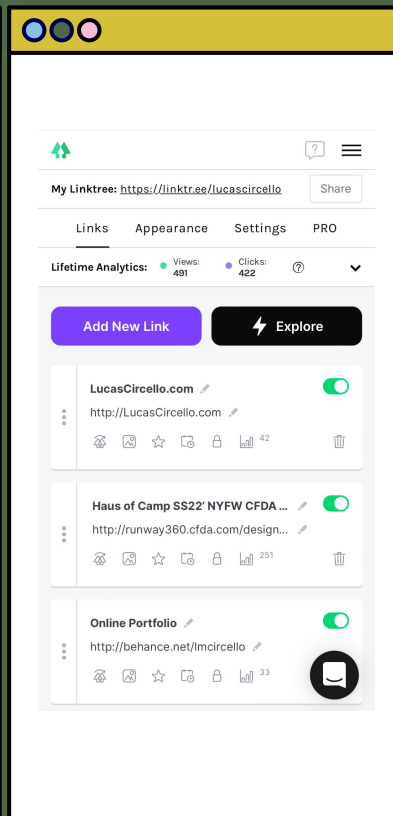 ?
My Linktree: https://linktr.ee/lucascircello Share
Links Appearance Settings PRO
Lifetime Analytics: Views: 491 Clicks: 422 ?
Add New Link Explore
LucasCircello.com
http://LucasCircello.com
42
Haus of Camp SS22' NYFW CFDA ...
http://runway360.cfda.com/design...
251
Online Portfolio
http://behance.net/lmcircello
33